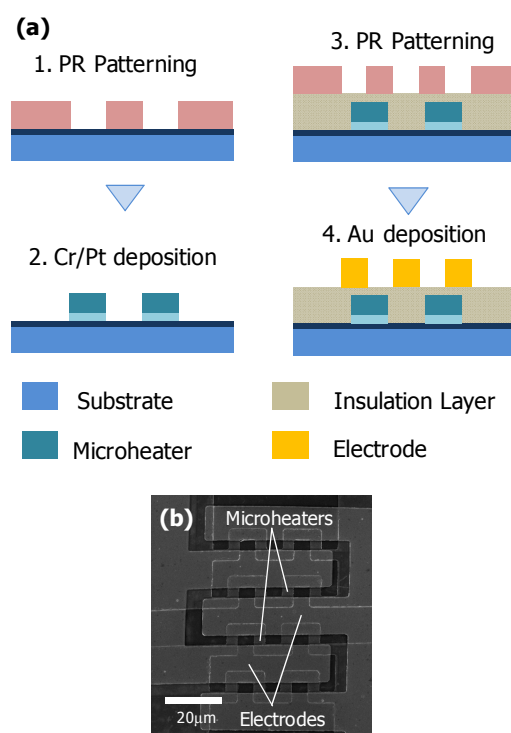 (a)
1. PR Patterning
3. PR Patterning
2. Cr/Pt deposition
4. Au deposition
Substrate
Insulation Layer
Microheater
Electrode
(b)
Microheaters
20μm
Electrodes